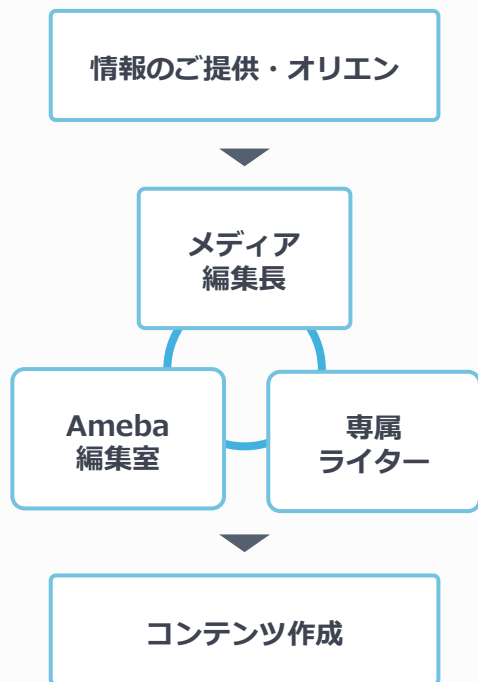 情報のご提供・オリエン
メディア
編集長
Ameba
編集室
専属
ライター
コンテンツ作成